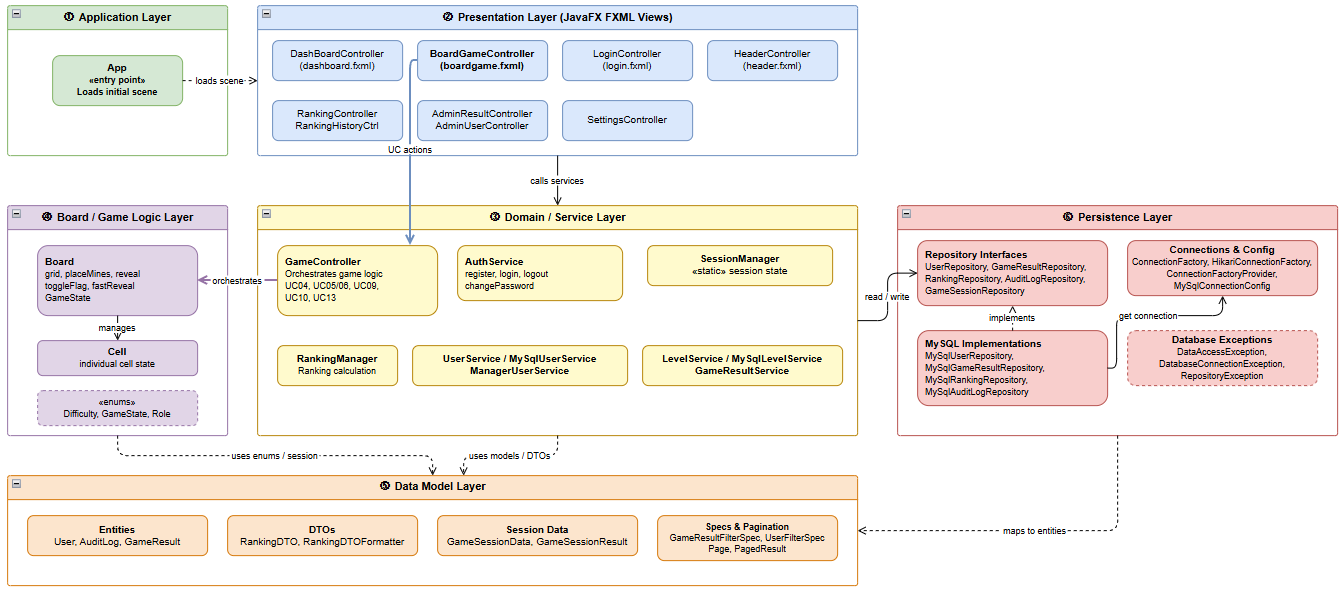 ❶ Application Layer
App
«entry point»
Loads initial scene
loads scene
❷ Presentation Layer (JavaFX FXML Views)
DashBoardController
(dashboard.fxml)
BoardGameController
(boardgame.fxml)
LoginController
(login.fxml)
HeaderController
(header.fxml)
RankingController
RankingHistoryCtrl
AdminResultController
AdminUserController
SettingsController
UC actions
calls services
❹ Board / Game Logic Layer
Board
grid, placeMines, reveal
toggleFlag, fastReveal
GameState
manages
Cell
individual cell state
«enums»
Difficulty, GameState, Role
orchestrates
❸ Domain / Service Layer
GameController
Orchestrates game logic
UC04, UC05/06, UC09,
UC10, UC13
AuthService
register, login, logout
changePassword
SessionManager
«static» session state
RankingManager
Ranking calculation
UserService / MySqlUserService
ManagerUserService
LevelService / MySqlLevelService
GameResultService
read / write
Persistence Layer
Repository Interfaces
UserRepository, GameResultRepository,
RankingRepository, AuditLogRepository,
GameSessionRepository
Connections & Config
ConnectionFactory, HikariConnectionFactory,
ConnectionFactoryProvider,
MySqlConnectionConfig
implements
get connection
MySQL Implementations
MySqlUserRepository,
MySqlGameResultRepository,
MySqlRankingRepository,
MySqlAuditLogRepository
Database Exceptions
DataAccessException,
DatabaseConnectionException,
RepositoryException
uses enums / session
uses models / DTOs
maps to entities
Data Model Layer
Entities
User, AuditLog, GameResult
DTOs
RankingDTO, RankingDTOFormatter
Session Data
GameSessionData, GameSessionResult
Specs & Pagination
GameResultFilterSpec, UserFilterSpec
Page, PagedResult